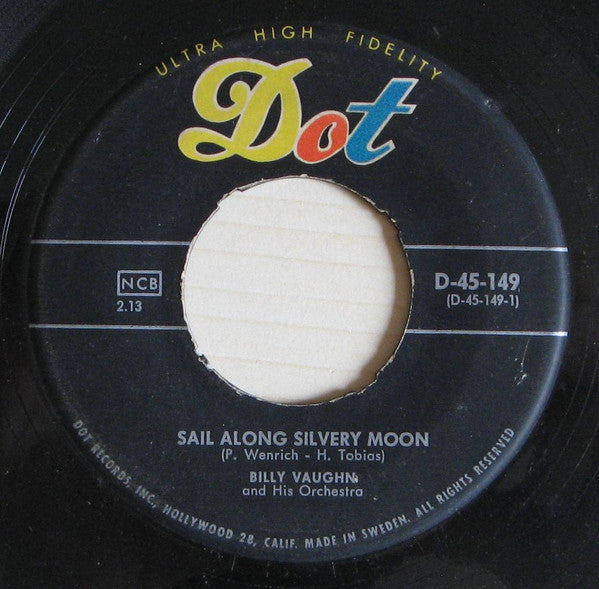 ULTRA HIGH FIDELITY
Dot
NCB
2.13
D-45-149
(D-45-149-1)
SAIL ALONG SILVERY MOON
(P. Wenrich - H. Tobias)
BILLY VAUGHN
and His Orchestra
DOT RECORDS, INC., HOLLYWOOD 28, CALIF. MADE IN SWEDEN. ALL RIGHTS RESERVED